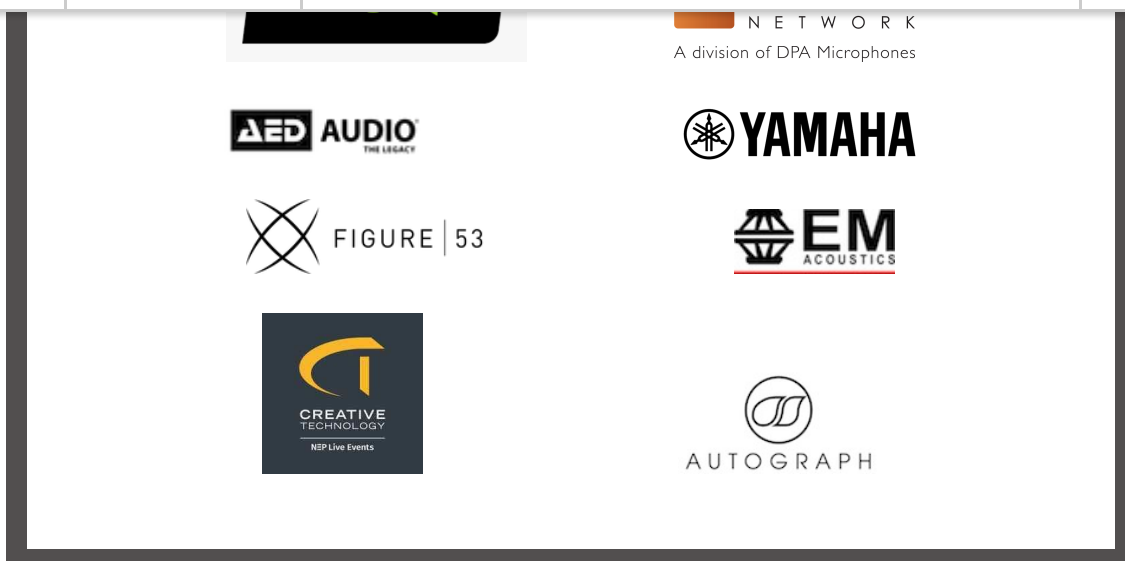 NETWORK
A division of DPA Microphones
AED AUDIO
THE LEGACY
YAMAHA
FIGURE | 53
EM
ACOUSTICS
CREATIVE
TECHNOLOGY
NEP Live Events
AUTOGRAPH